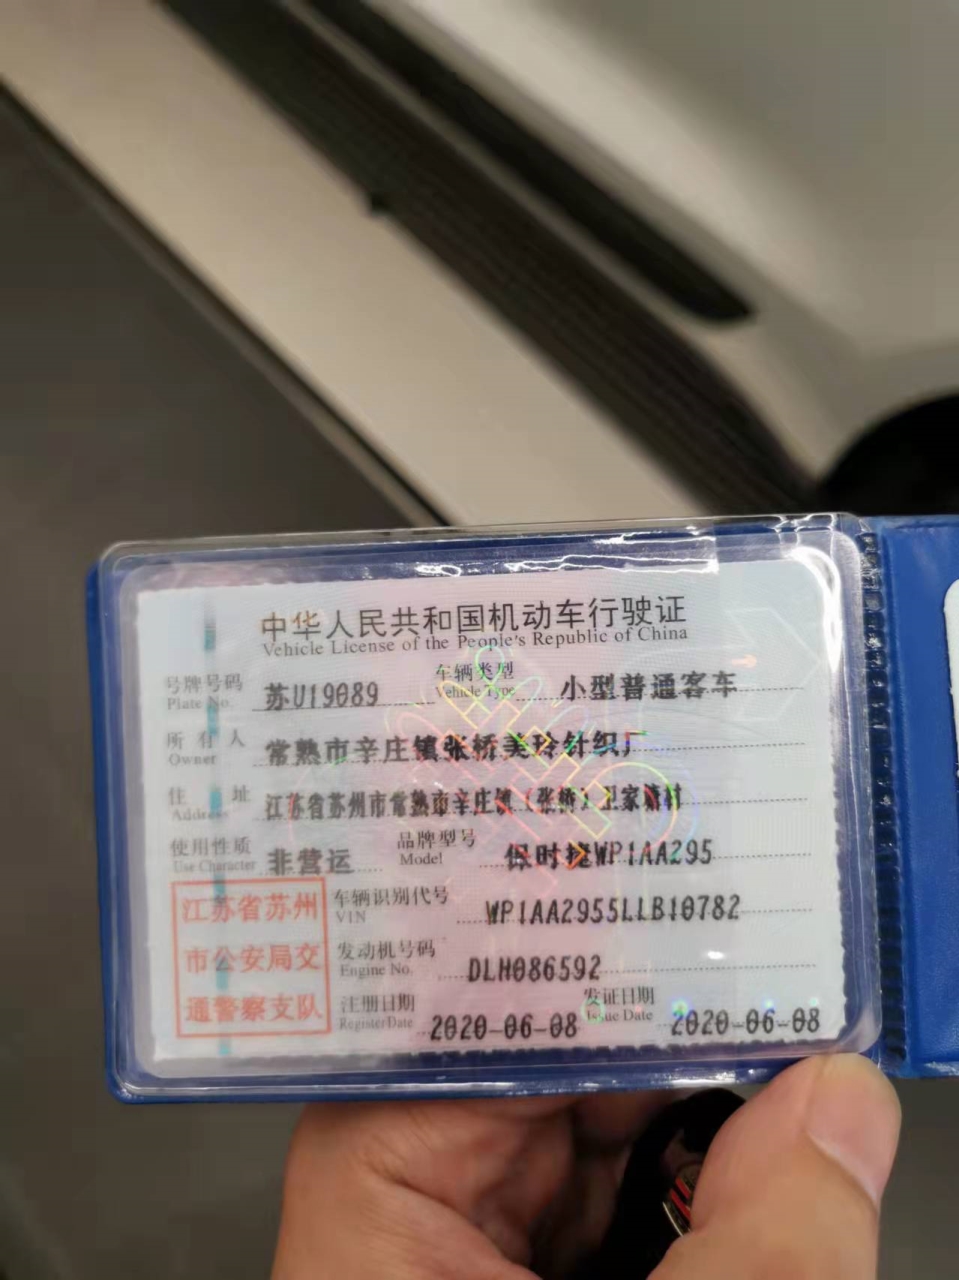 中华人民共和国机动车行驶证
Vehicle License of the People's Republic of China
号牌号码 苏U19089 车辆类型 小型普通客车
Plate No. Vehicle Type
所有人 常熟市辛庄镇张桥美玲针织厂
Owner
住址 江苏省苏州市常熟市辛庄镇（张桥）卫家塘村
Address
使用性质 非营运 品牌型号 保时捷WP1AA295
Use Character Model
江苏省苏州 车辆识别代号 WP1AA2955LLB10782
VIN
市公安局交 发动机号码 DLH086592
Engine No.
通警察支队 注册日期 2020-06-08 发证日期 2020-06-08
Register Date Issue Date